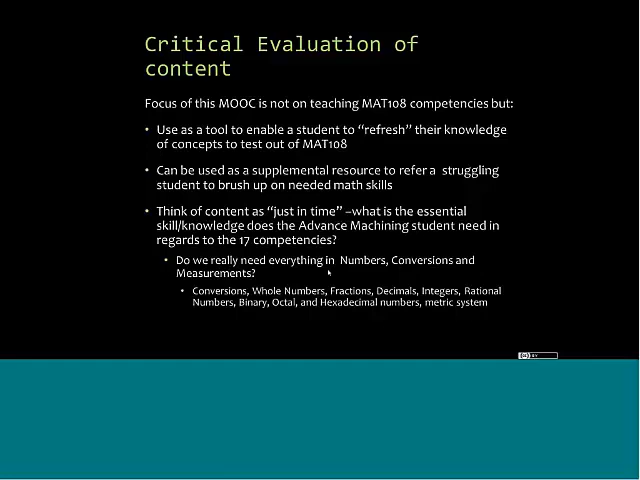 Critical Evaluation of
content
Focus of this MOOC is not on teaching MAT108 competencies but:
• Use as a tool to enable a student to “refresh” their knowledge
of concepts to test out of MAT108
• Can be used as a supplemental resource to refer a struggling
student to brush up on needed math skills
• Think of content as “just in time” –what is the essential
skill/knowledge does the Advance Machining student need in
regards to the 17 competencies?
• Do we really need everything in Numbers, Conversions and
Measurements?
• Conversions, Whole Numbers, Fractions, Decimals, Integers, Rational
Numbers, Binary, Octal, and Hexadecimal numbers, metric system